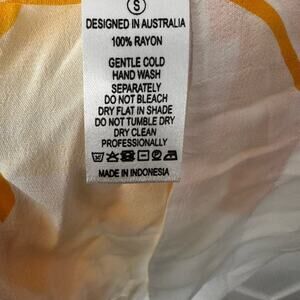 S
DESIGNED IN AUSTRALIA
100% RAYON
GENTLE COLD
HAND WASH
SEPARATELY
DO NOT BLEACH
DRY FLAT IN SHADE
DO NOT TUMBLE DRY
DRY CLEAN
PROFESSIONALLY
MADE IN INDONESIA